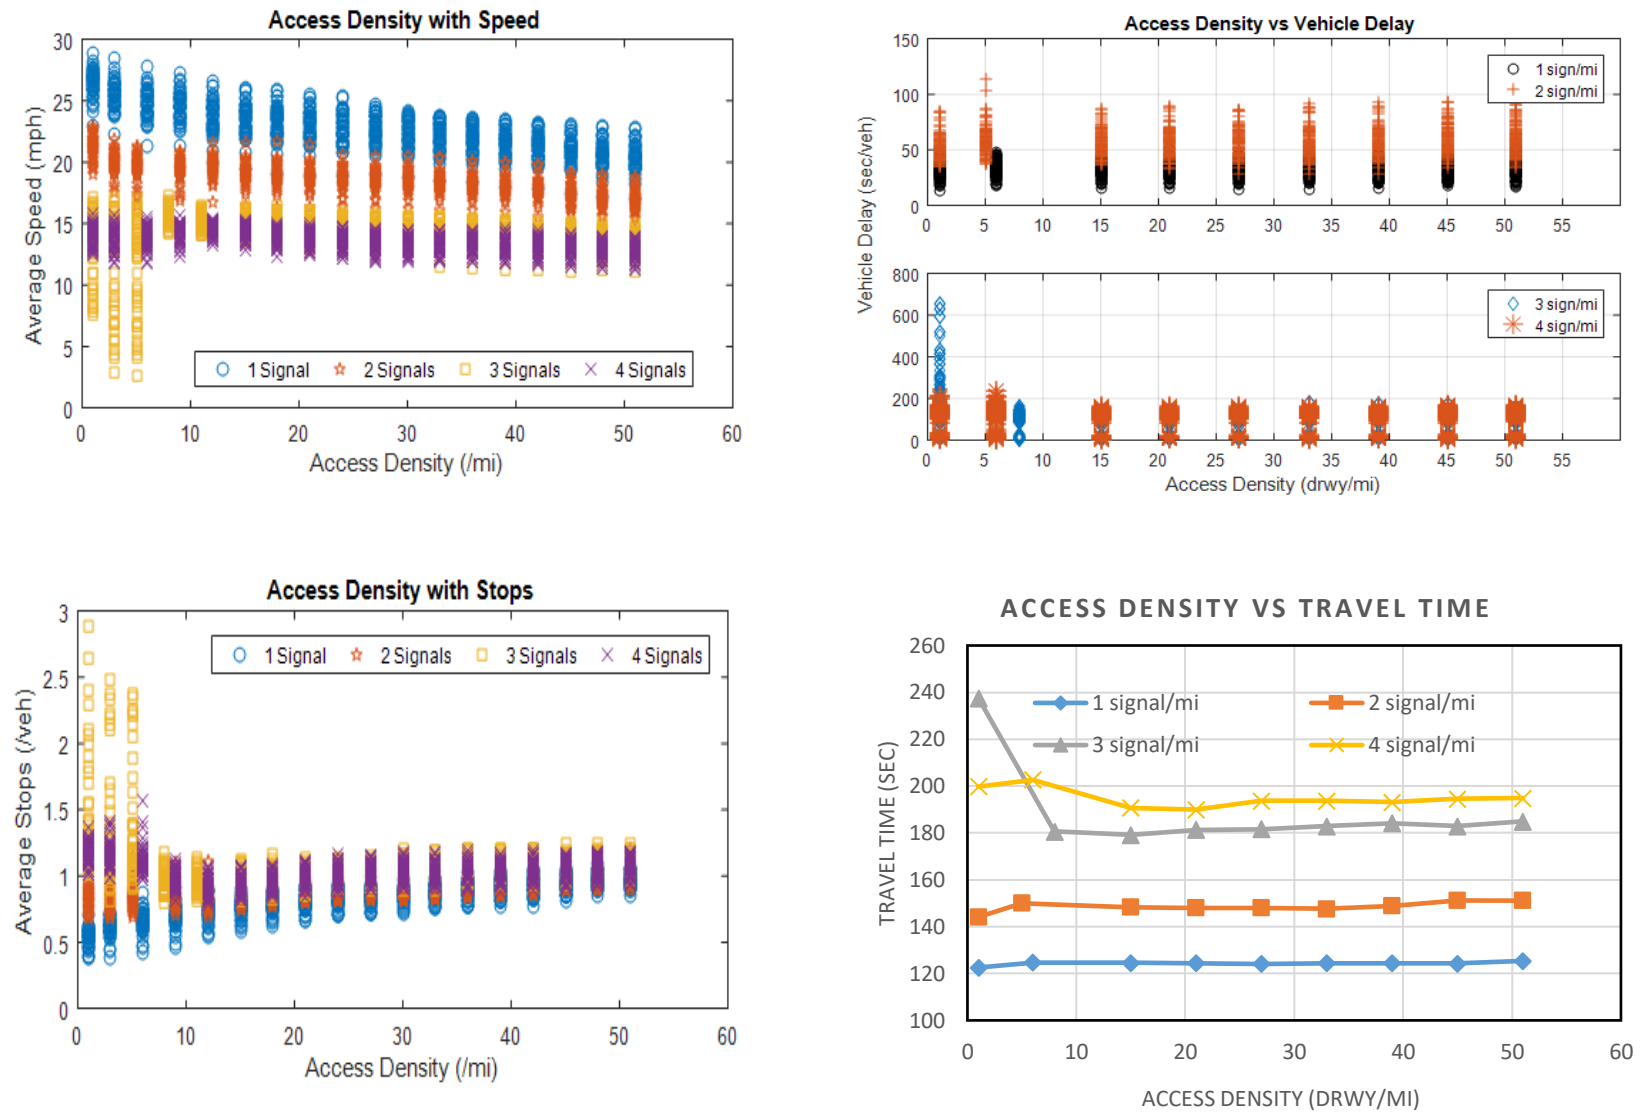 Access Density with Speed
30
25
20
15
10
5
0
Average Speed (mph)
1 Signal 2 Signals 3 Signals 4 Signals
0 10 20 30 40 50 60
Access Density (/mi)
Access Density vs Vehicle Delay
150
100
50
0
1 sign/mi
2 sign/mi
0 5 10 15 20 25 30 35 40 45 50 55
Vehicle Delay (sec/veh)
800
600
400
200
0
3 sign/mi
4 sign/mi
0 5 10 15 20 25 30 35 40 45 50 55
Access Density (drwy/mi)
Access Density with Stops
3
2.5
2
1.5
1
0.5
0
Average Stops (/veh)
1 Signal 2 Signals 3 Signals 4 Signals
0 10 20 30 40 50 60
Access Density (/mi)
ACCESS DENSITY VS TRAVEL TIME
260
240
220
200
180
160
140
120
100
TRAVEL TIME (SEC)
1 signal/mi 2 signal/mi
3 signal/mi 4 signal/mi
0 10 20 30 40 50 60
ACCESS DENSITY (DRWY/MI)